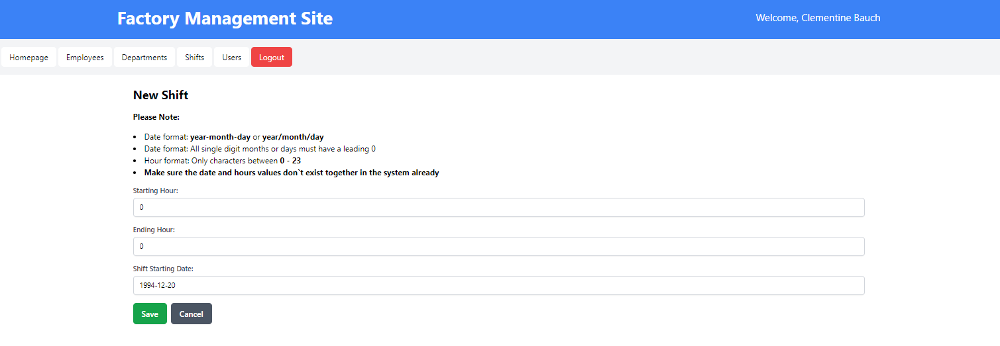 Factory Management Site
Welcome, Clementine Bauch
Homepage Employees Departments Shifts Users Logout
New Shift
Please Note:
• Date format: year-month-day or year/month/day
• Date format: All single digit months or days must have a leading 0
• Hour format: Only characters between 0 - 23
• Make sure the date and hours values don`t exist together in the system already
Starting Hour:
0
Ending Hour:
0
Shift Starting Date:
1994-12-20
Save Cancel